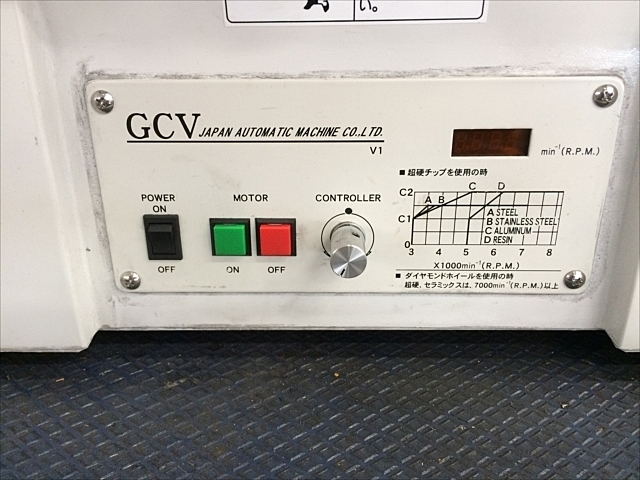 い。
GCV JAPAN AUTOMATIC MACHINE CO.,LTD.
V1
min⁻¹(R.P.M.)
POWER
ON
OFF
MOTOR
ON
OFF
CONTROLLER
■超硬チップを使用の時
C2
C1
A
B
C
D
A STEEL
B STAINLESS STEEL
C ALUMINUM
D RESIN
3 4 5 6 7 8
X1000min⁻¹(R.P.M.)
■ダイヤモンドホイールを使用の時
超硬、セラミックスは、7000min⁻¹(R.P.M.)以上